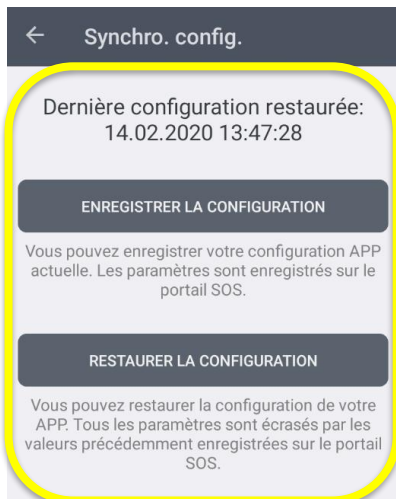 Synchro. config.
Dernière configuration restaurée:
14.02.2020 13:47:28
ENREGISTRER LA CONFIGURATION
Vous pouvez enregistrer votre configuration APP
actuelle. Les paramètres sont enregistrés sur le
portail SOS.
RESTAURER LA CONFIGURATION
Vous pouvez restaurer la configuration de votre
APP. Tous les paramètres sont écrasés par les
valeurs précédemment enregistrées sur le portail
SOS.